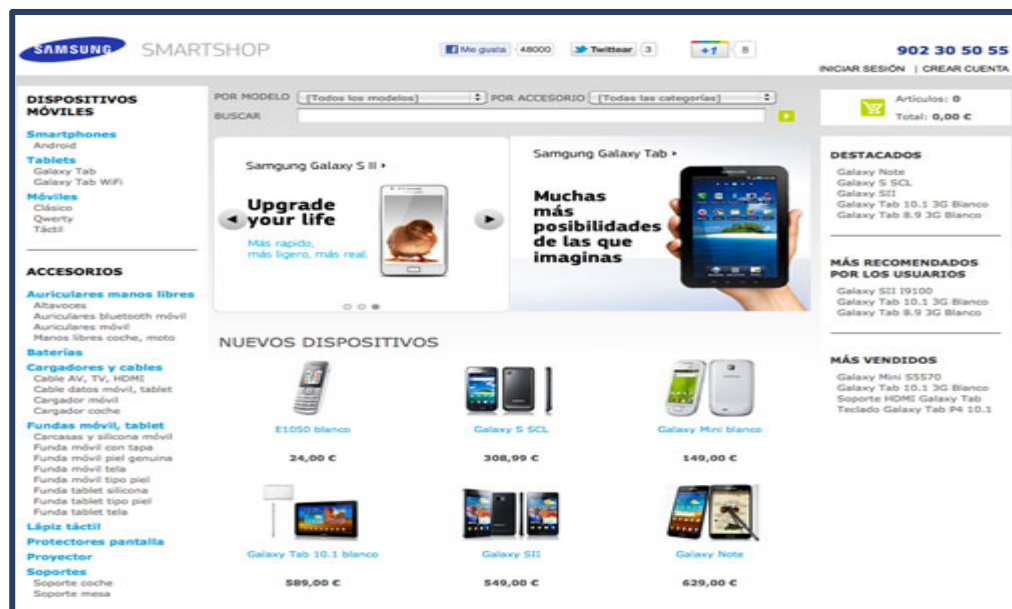 SAMSUNG SMARTSHOP
Me gusta 48000 Twittear 3 +1 8
902 30 50 55
INICIAR SESIÓN | CREAR CUENTA
DISPOSITIVOS
MÓVILES
Smartphones
Android
Tablets
Galaxy Tab
Galaxy Tab WiFi
Móviles
Clásico
Qwerty
Táctil
ACCESORIOS
Auriculares manos libres
Altavoces
Auriculares bluetooth móvil
Auriculares móvil
Manos libres coche, moto
Baterías
Cargadores y cables
Cable AV, TV, HDMI
Cable datos móvil, tablet
Cargador móvil
Cargador coche
Fundas móvil, tablet
Carcasas y silicona móvil
Funda móvil con tapa
Funda móvil piel genuina
Funda móvil tela
Funda móvil tipo piel
Funda tablet silicona
Funda tablet tipo piel
Funda tablet tela
Lápiz táctil
Protectores pantalla
Proyector
Soportes
Soporte coche
Soporte mesa
POR MODELO [Todos los modelos] POR ACCESORIO [Todas las categorías]
BUSCAR
Samgung Galaxy S II
Upgrade
your life
Más rapido,
más ligero, más real.
Samgung Galaxy Tab
Muchas
más
posibilidades
de las que
imaginas
NUEVOS DISPOSITIVOS
E1050 blanco
24,00 €
Galaxy S SCL
308,99 €
Galaxy Mini blanco
149,00 €
Galaxy Tab 10.1 blanco
589,00 €
Galaxy SII
549,00 €
Galaxy Note
629,00 €
Artículos: 0
Total: 0,00 €
DESTACADOS
Galaxy Note
Galaxy S SCL
Galaxy SII
Galaxy Tab 10.1 3G Blanco
Galaxy Tab 8.9 3G Blanco
MÁS RECOMENDADOS
POR LOS USUARIOS
Galaxy SII I9100
Galaxy Tab 10.1 3G Blanco
Galaxy Tab 8.9 3G Blanco
MÁS VENDIDOS
Galaxy Mini S5570
Galaxy Tab 10.1 3G Blanco
Soporte HDMI Galaxy Tab
Teclado Galaxy Tab P4 10.1